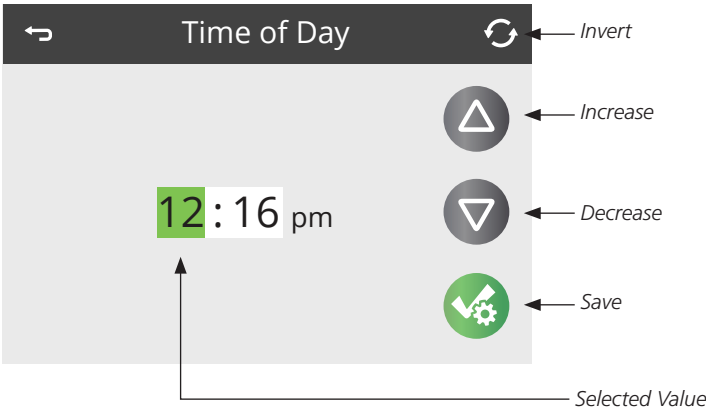 Time of Day
Invert
Increase
12:16 pm
Decrease
Save
Selected Value